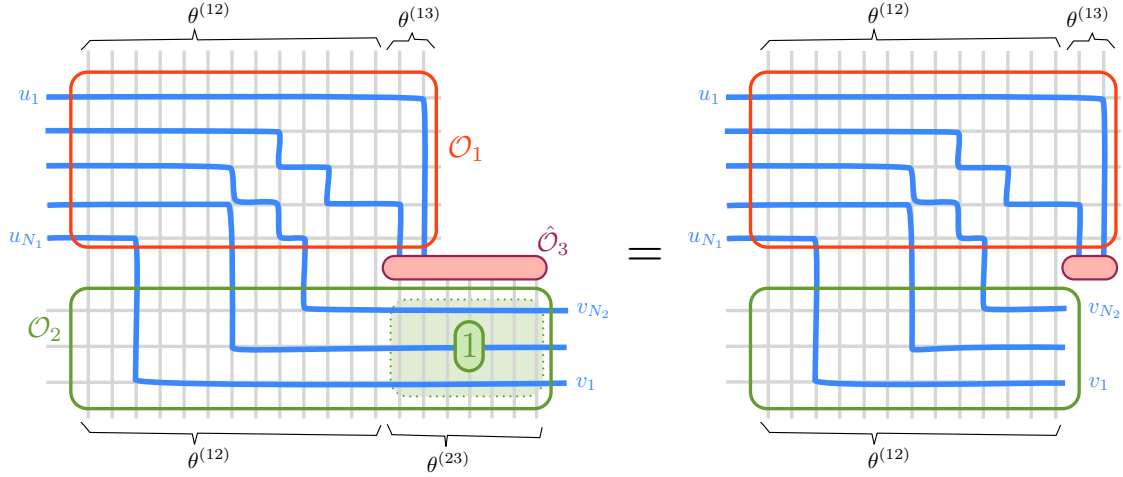 θ^(12) θ^(13) θ^(12) θ^(13)
u_1 u_1
𝒪_1
u_{N_1} 𝒪̂_3 = u_{N_1}
𝒪_2 1 v_{N_2} v_{N_2}
v_1 v_1
θ^(12) θ^(23) θ^(12)